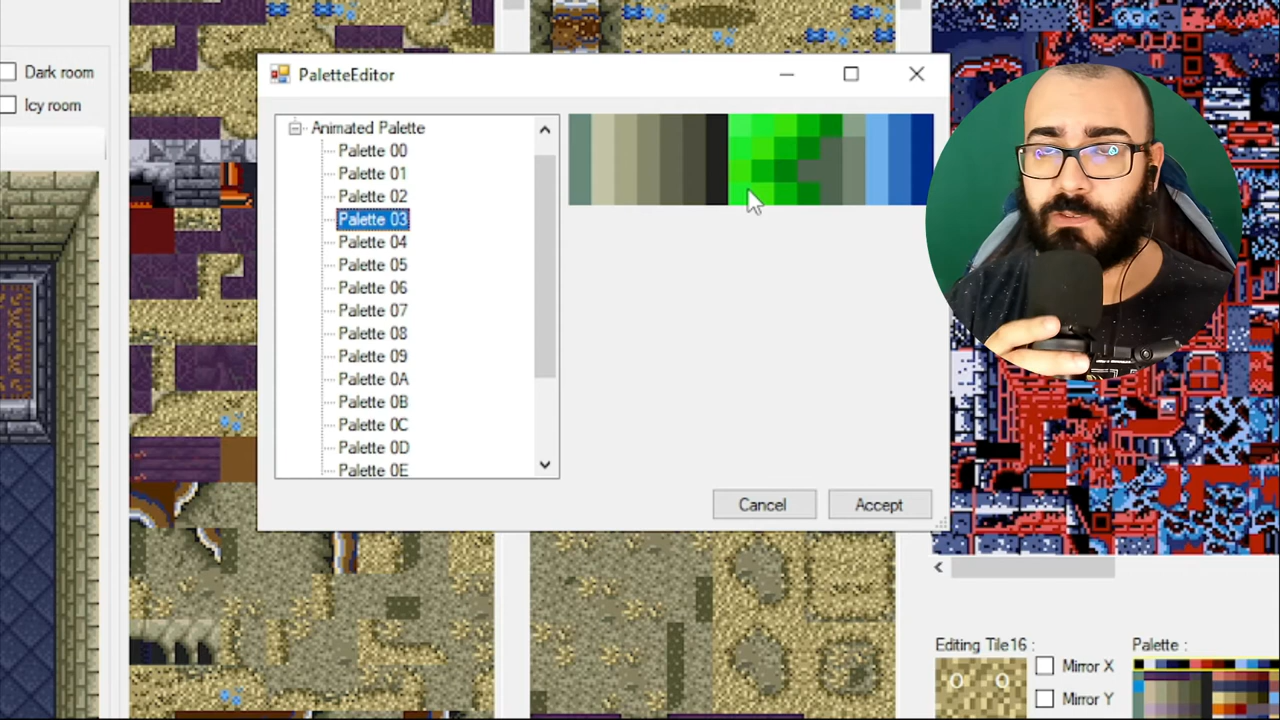 Dark room
Icy room
PaletteEditor
Animated Palette
Palette 00
Palette 01
Palette 02
Palette 03
Palette 04
Palette 05
Palette 06
Palette 07
Palette 08
Palette 09
Palette 0A
Palette 0B
Palette 0C
Palette 0D
Palette 0E
Cancel
Accept
Editing Tile16 :
Palette :
Mirror X
Mirror Y